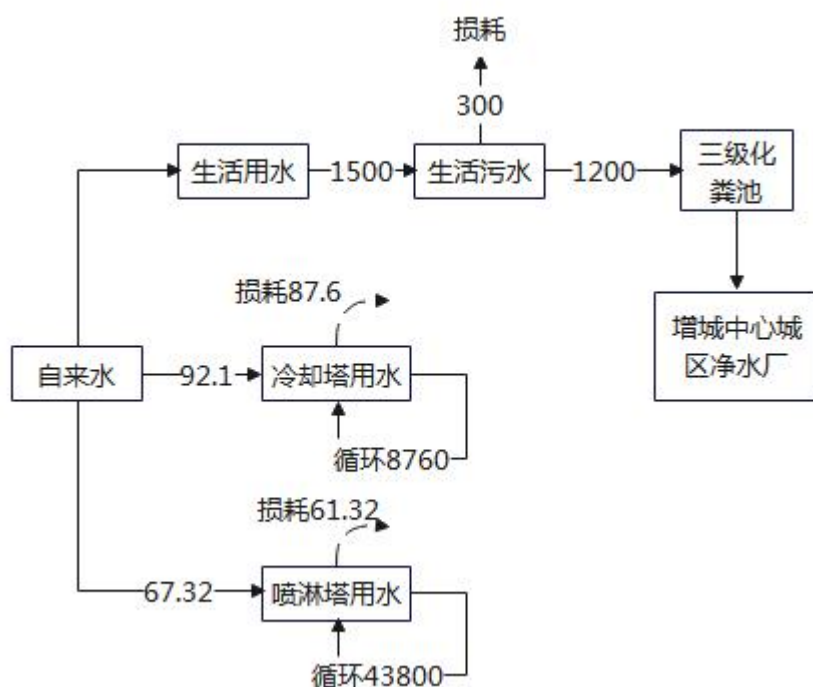 损耗
300
生活用水
1500
生活污水
1200
三级化
粪池
损耗87.6
增城中心城
区净水厂
自来水
92.1
冷却塔用水
循环8760
损耗61.32
67.32
喷淋塔用水
循环43800